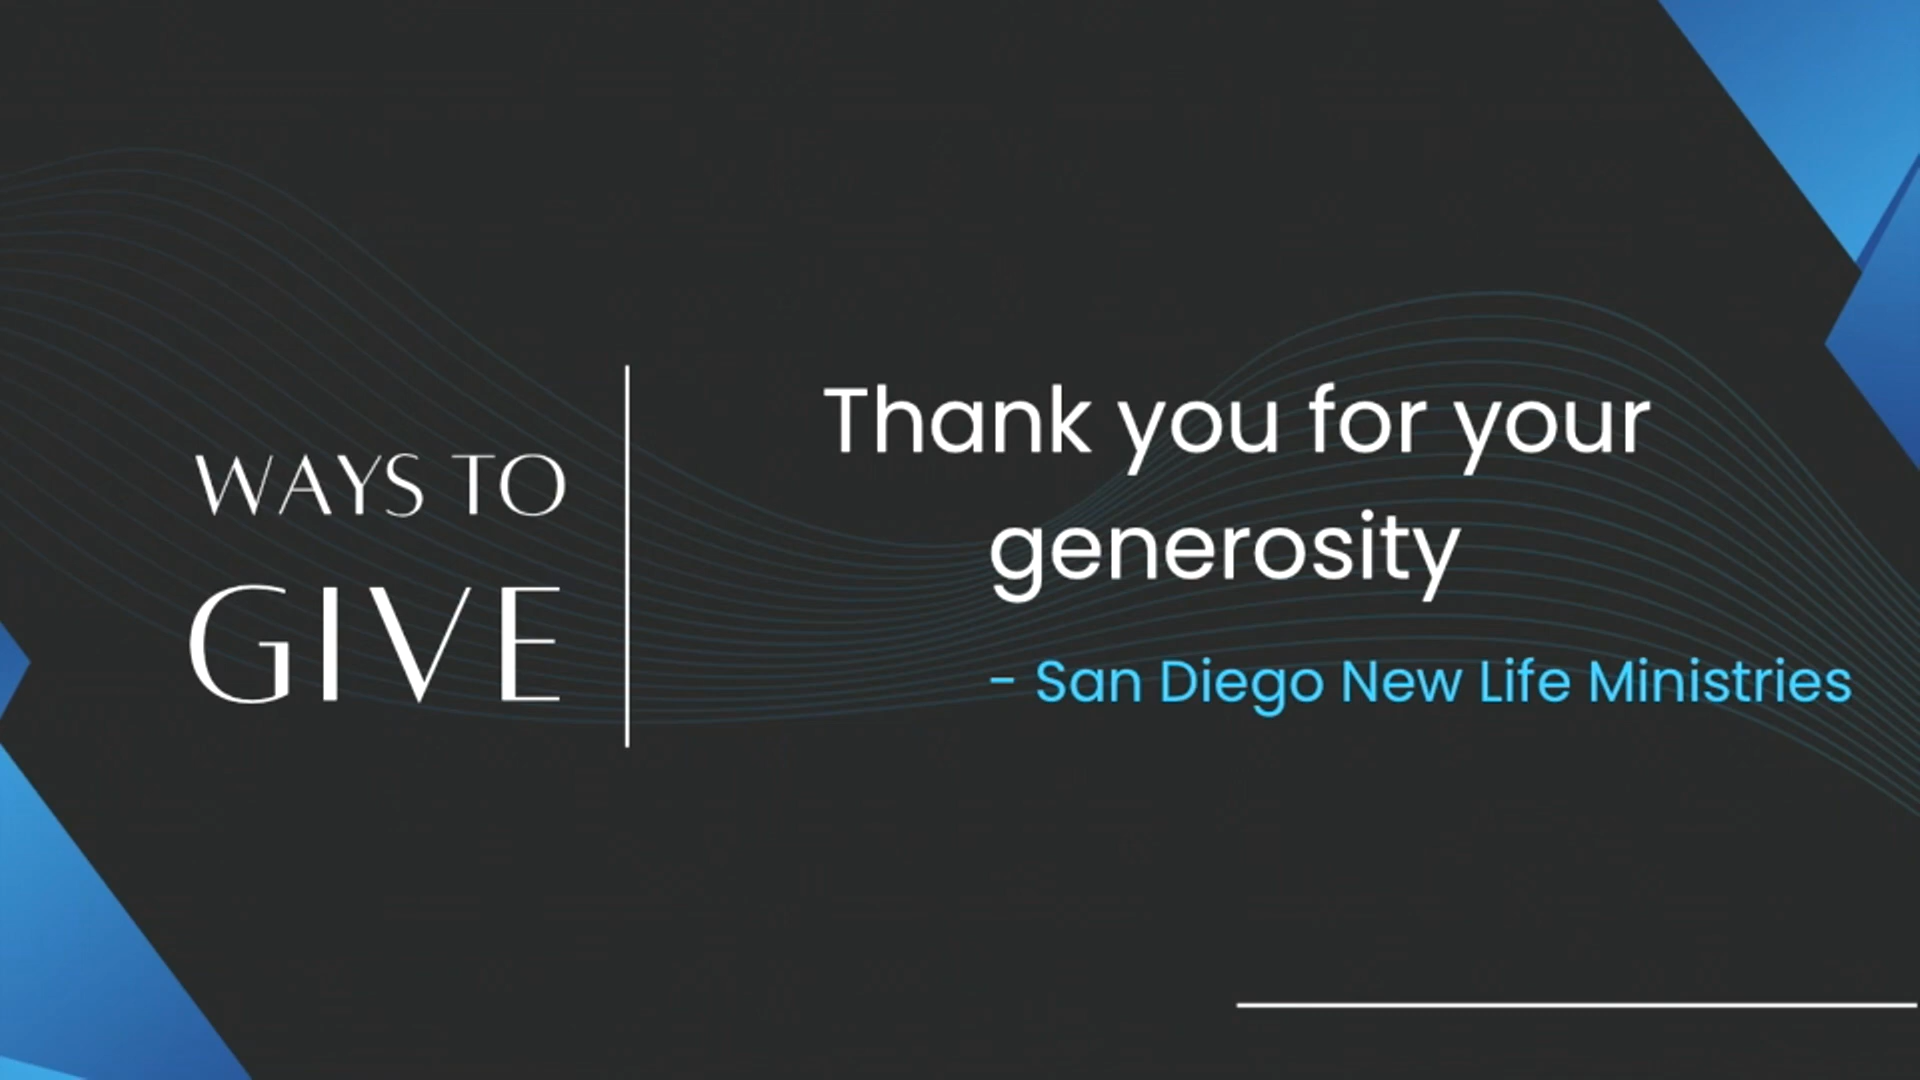 WAYS TO
GIVE
Thank you for your
generosity
- San Diego New Life Ministries